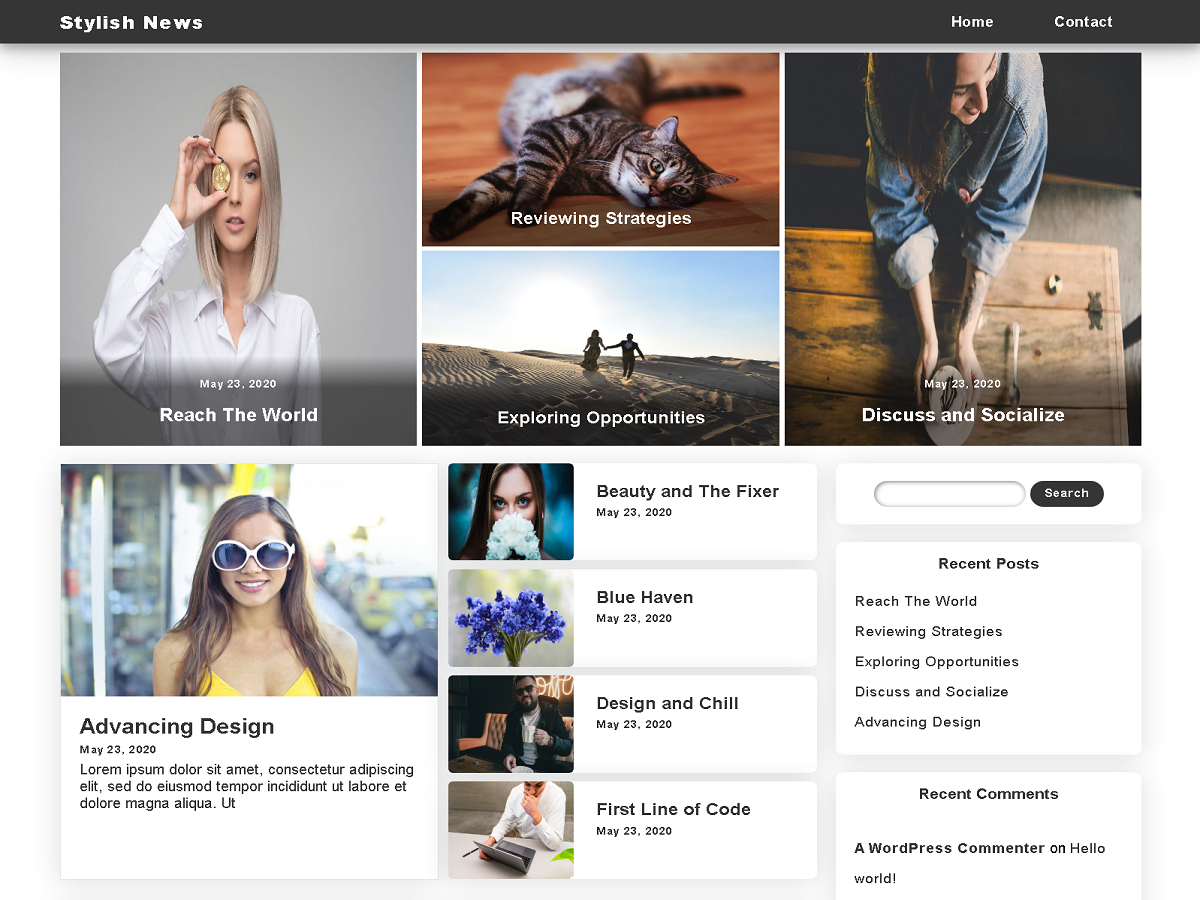 Stylish News
Home
Contact
May 23, 2020
Reach The World
Reviewing Strategies
Exploring Opportunities
May 23, 2020
Discuss and Socialize
Advancing Design
May 23, 2020
Lorem ipsum dolor sit amet, consectetur adipiscing
elit, sed do eiusmod tempor incididunt ut labore et
dolore magna aliqua. Ut
Beauty and The Fixer
May 23, 2020
Blue Haven
May 23, 2020
Design and Chill
May 23, 2020
First Line of Code
May 23, 2020
Search
Recent Posts
Reach The World
Reviewing Strategies
Exploring Opportunities
Discuss and Socialize
Advancing Design
Recent Comments
A WordPress Commenter on Hello
world!